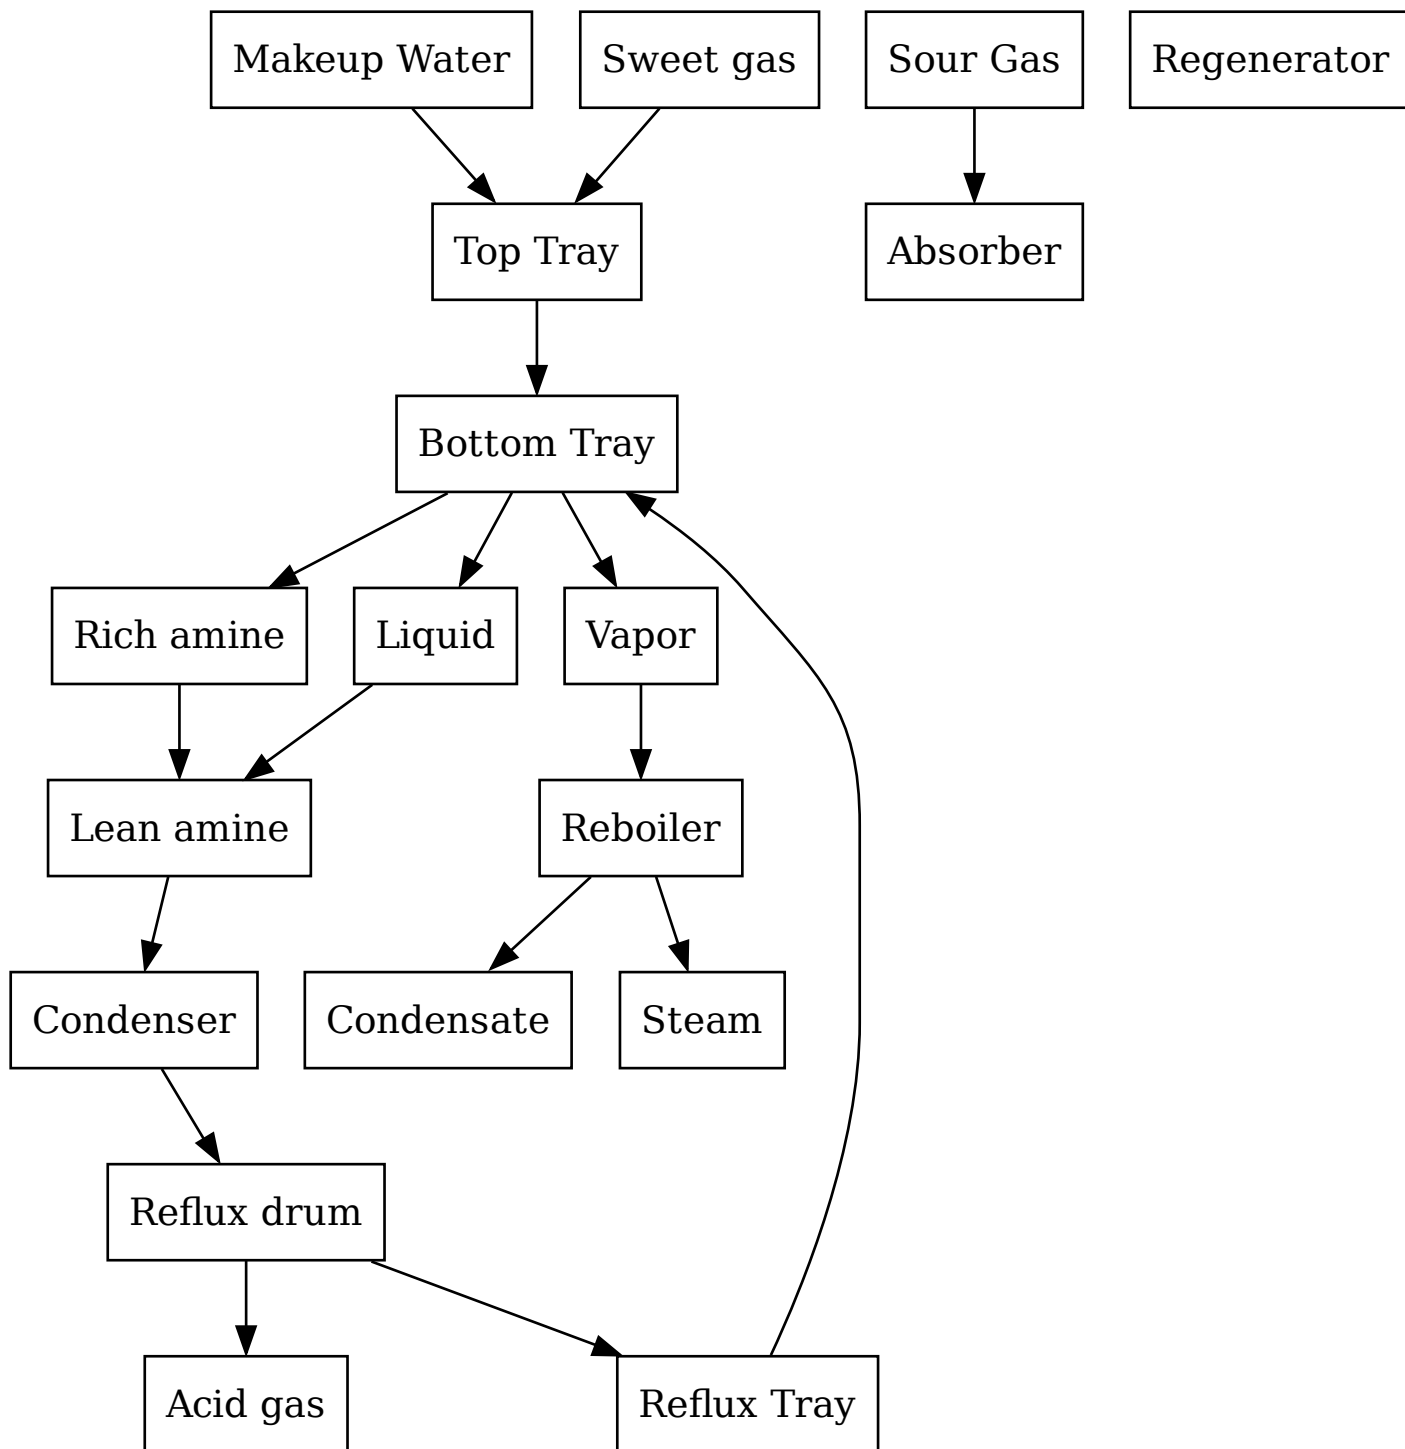 Makeup Water
Sweet gas
Sour Gas
Regenerator
Top Tray
Absorber
Bottom Tray
Rich amine
Liquid
Vapor
Lean amine
Reboiler
Condenser
Condensate
Steam
Reflux drum
Acid gas
Reflux Tray